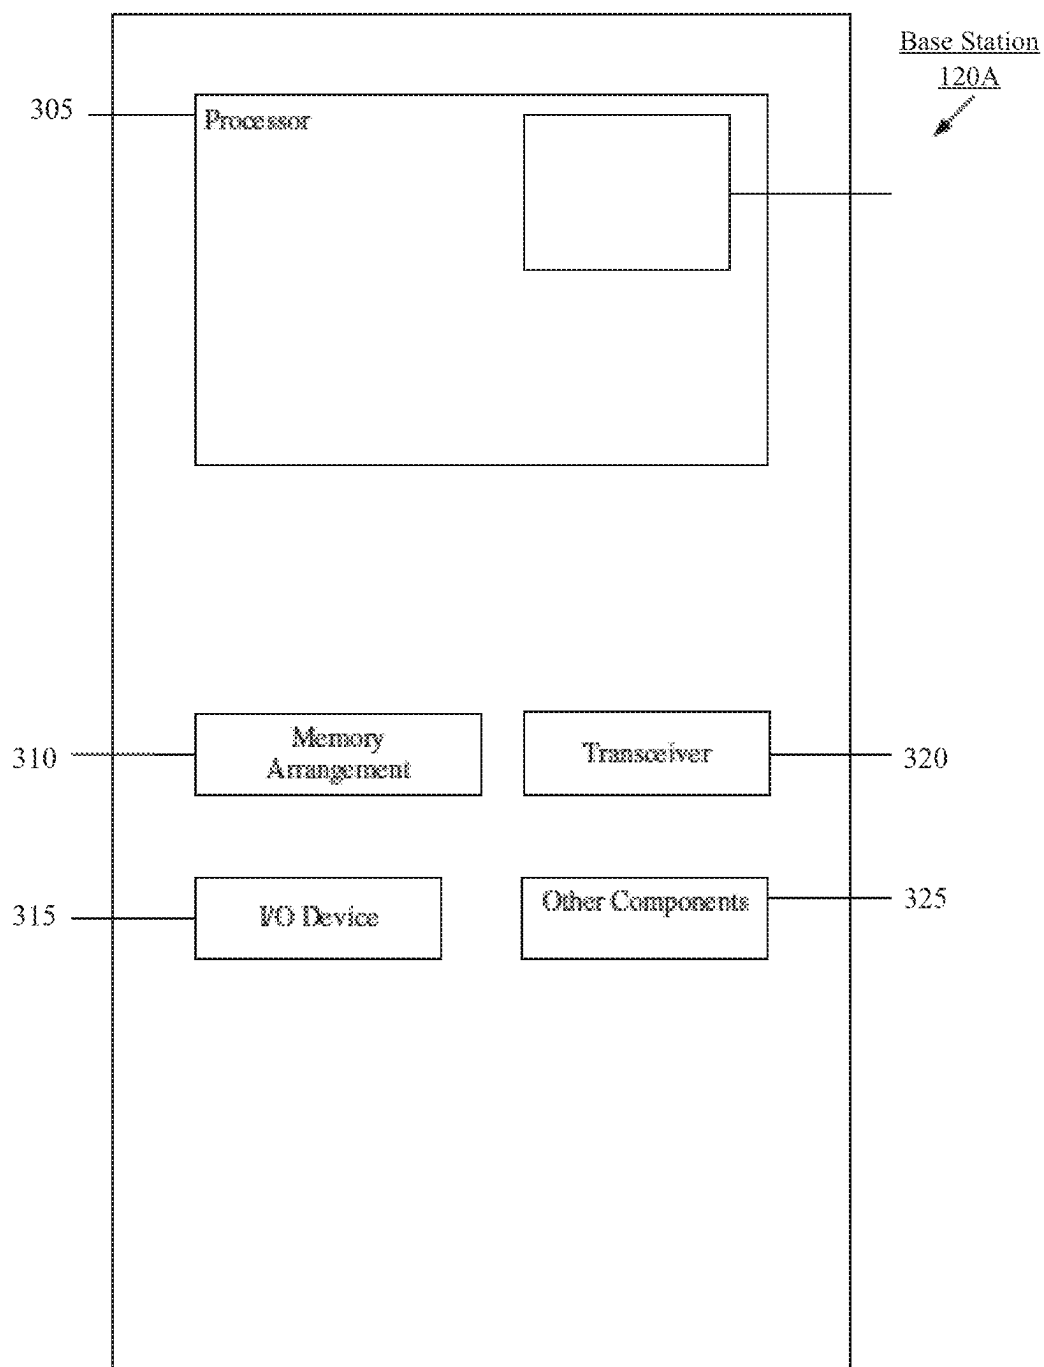 Base Station
120A
305
Processor
310
Memory
Arrangement
Transceiver
320
315
I/O Device
Other Components
325